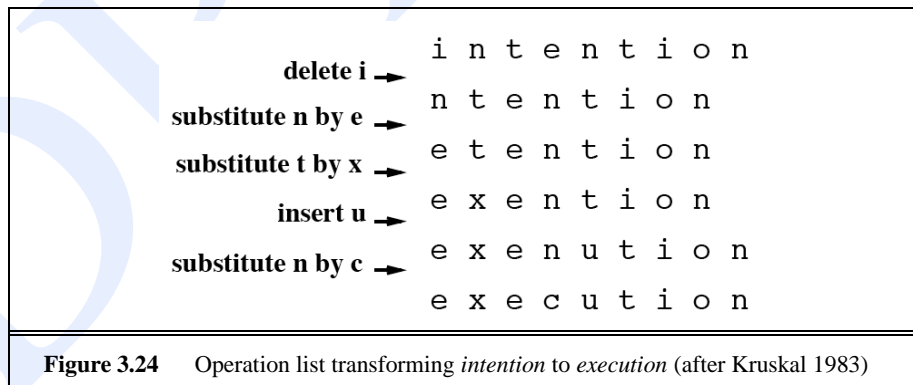 i n t e n t i o n
delete i →
n t e n t i o n
substitute n by e →
e t e n t i o n
substitute t by x →
e x e n t i o n
insert u →
e x e n u t i o n
substitute n by c →
e x e c u t i o n
Figure 3.24 Operation list transforming intention to execution (after Kruskal 1983)